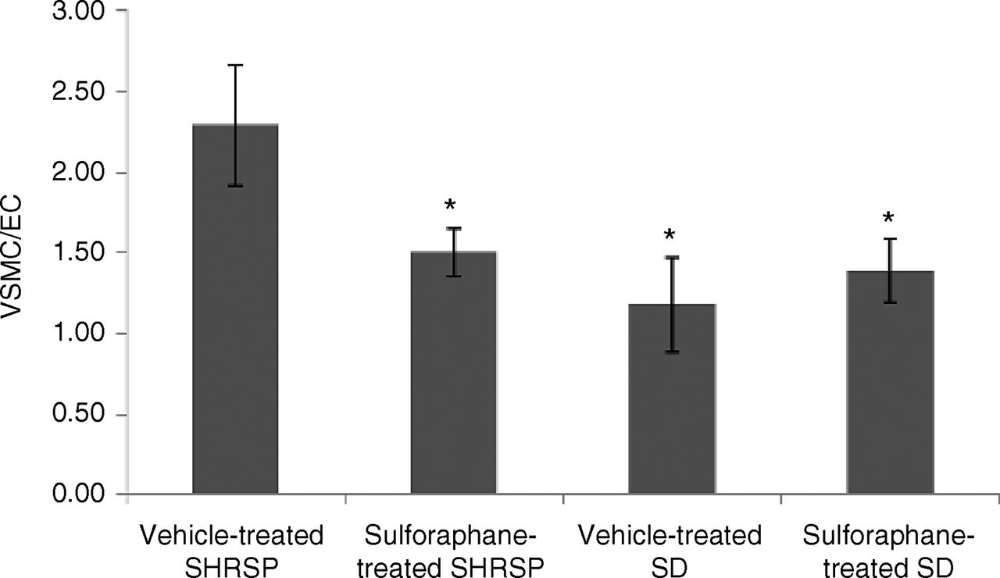 3.00
2.50
2.00
1.50
1.00
0.50
0.00
VSMC/EC
*
*
*
Vehicle-treated
SHRSP
Sulforaphane-
treated SHRSP
Vehicle-treated
SD
Sulforaphane-
treated SD